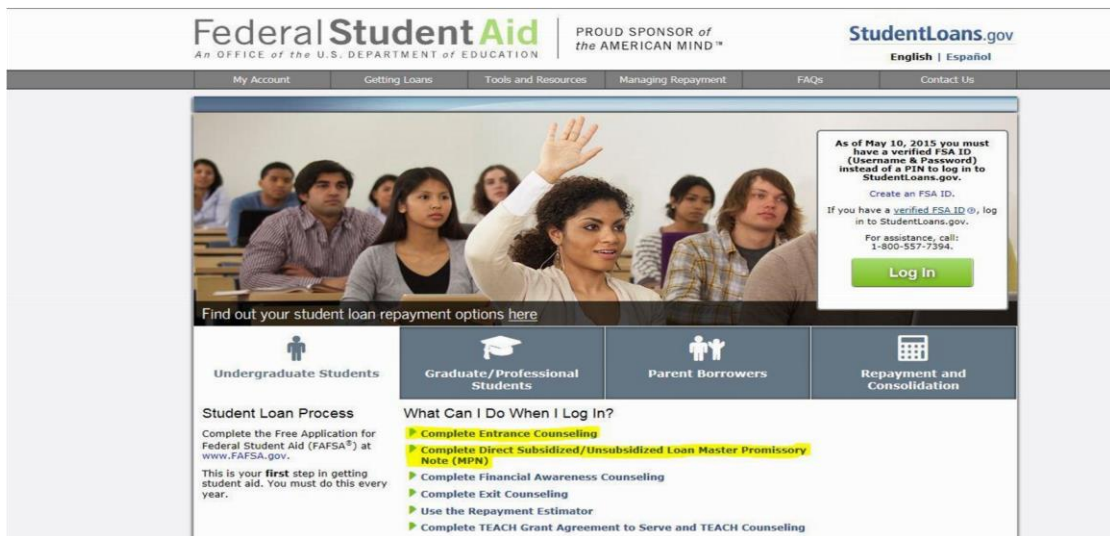 Federal Student Aid
An OFFICE of the U.S. DEPARTMENT of EDUCATION
PROUD SPONSOR of
the AMERICAN MIND™
StudentLoans.gov
English | Español
My Account
Getting Loans
Tools and Resources
Managing Repayment
FAQs
Contact Us
As of May 10, 2015 you must
have a verified FSA ID
(Username & Password)
instead of a PIN to log in to
StudentLoans.gov.
Create an FSA ID.
If you have a verified FSA ID, log
in to StudentLoans.gov.
For assistance, call:
1-800-557-7394.
Log In
Find out your student loan repayment options here
Undergraduate Students
Graduate/Professional
Students
Parent Borrowers
Repayment and
Consolidation
Student Loan Process
Complete the Free Application for
Federal Student Aid (FAFSA®) at
www.FAFSA.gov.
This is your first step in getting
student aid. You must do this every
year.
What Can I Do When I Log In?
Complete Entrance Counseling
Complete Direct Subsidized/Unsubsidized Loan Master Promissory
Note (MPN)
Complete Financial Awareness Counseling
Complete Exit Counseling
Use the Repayment Estimator
Complete TEACH Grant Agreement to Serve and TEACH Counseling